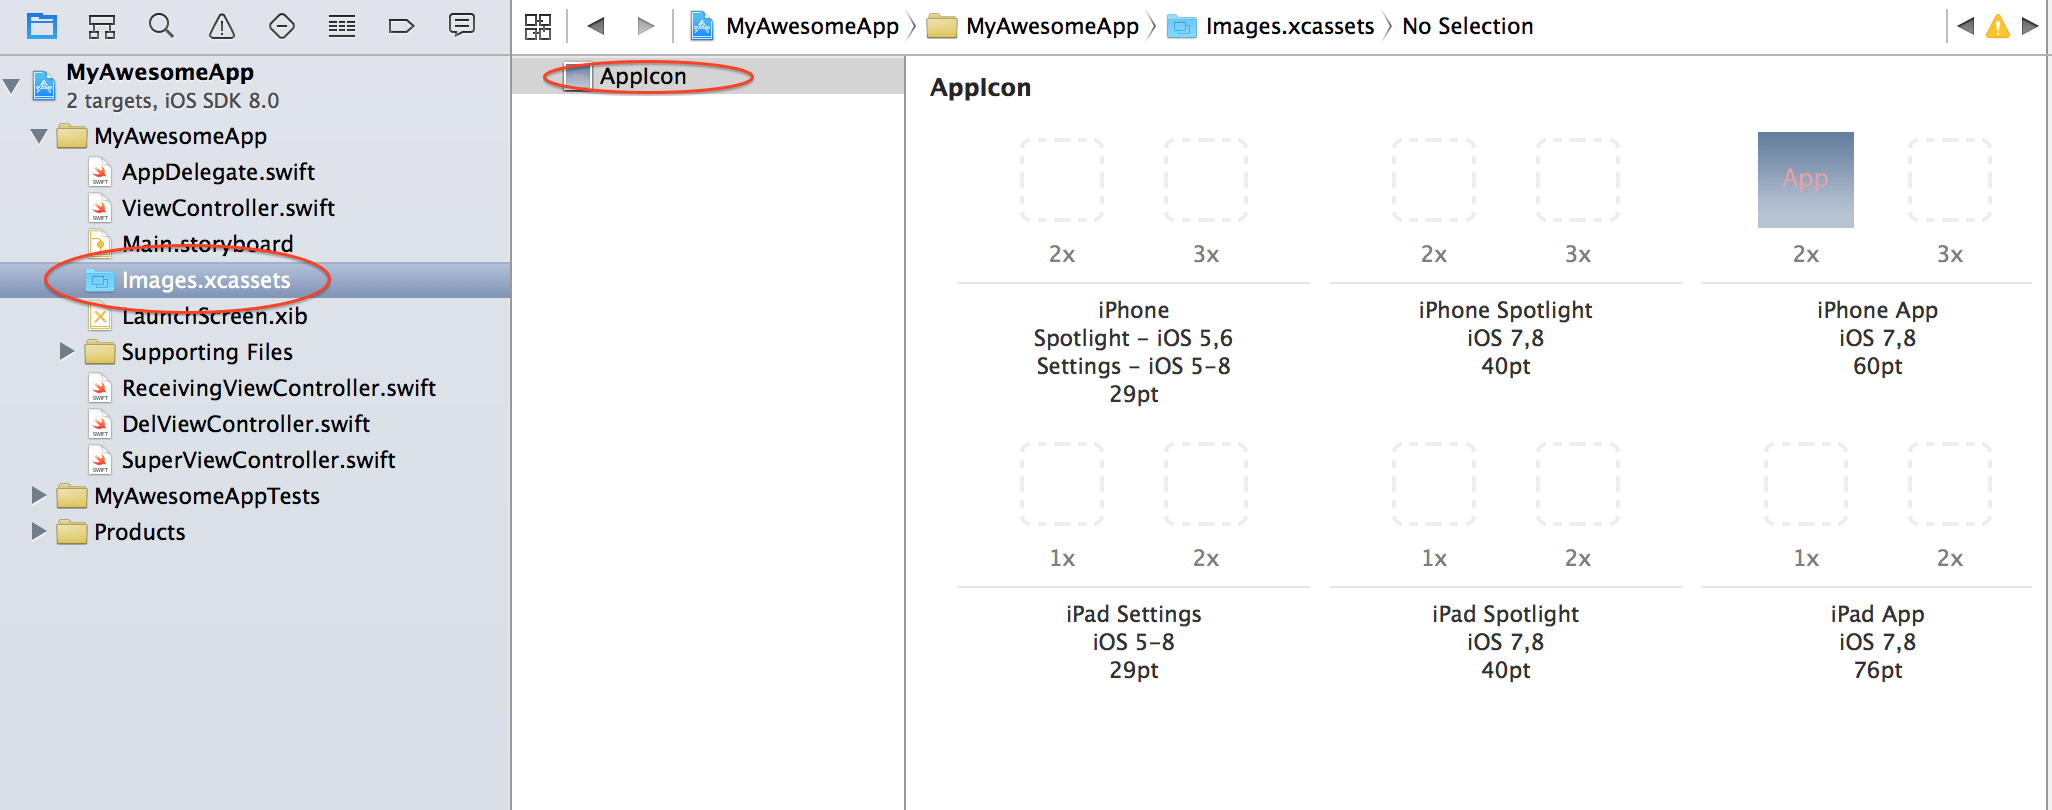 MyAwesomeApp
2 targets, iOS SDK 8.0
MyAwesomeApp
AppDelegate.swift
ViewController.swift
Main.storyboard
Images.xcassets
LaunchScreen.xib
Supporting Files
ReceivingViewController.swift
DelViewController.swift
SuperViewController.swift
MyAwesomeAppTests
Products
MyAwesomeApp MyAwesomeApp Images.xcassets No Selection
AppIcon
AppIcon
App
2x 3x 2x 3x 2x 3x
iPhone
Spotlight – iOS 5,6
Settings – iOS 5–8
29pt
iPhone Spotlight
iOS 7,8
40pt
iPhone App
iOS 7,8
60pt
1x 2x 1x 2x 1x 2x
iPad Settings
iOS 5–8
29pt
iPad Spotlight
iOS 7,8
40pt
iPad App
iOS 7,8
76pt